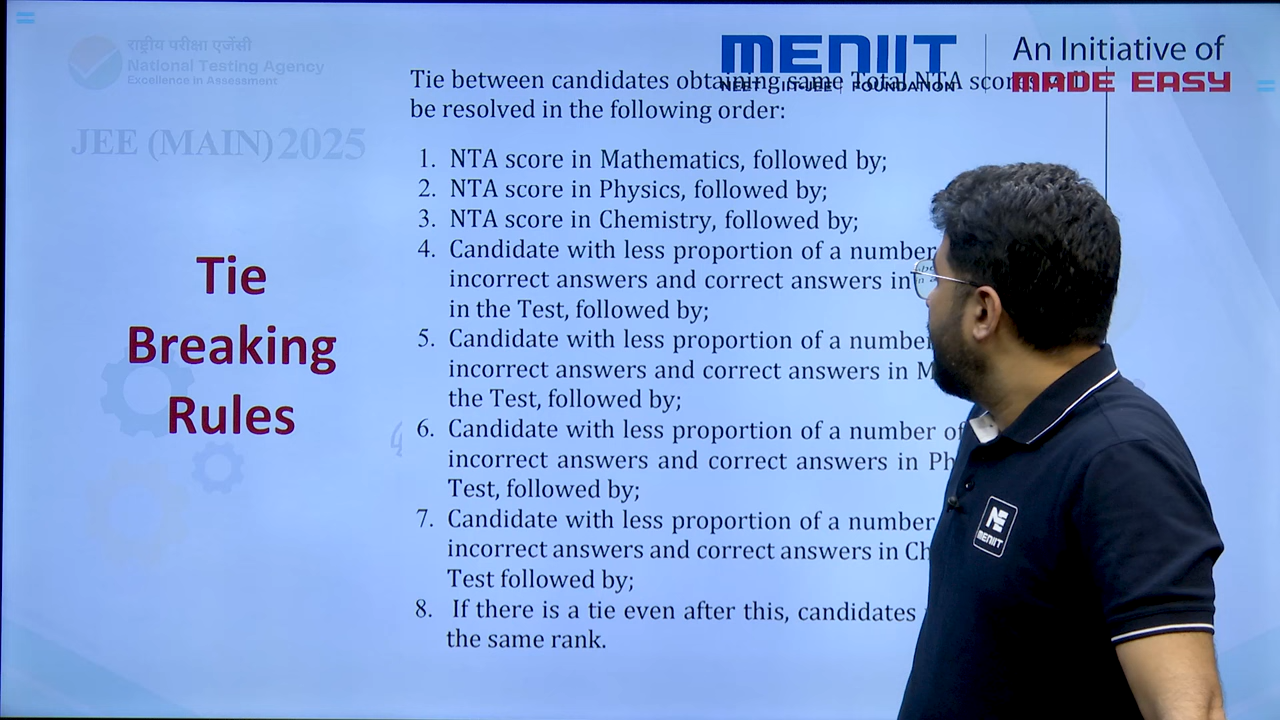 राष्ट्रीय परीक्षा एजेंसी
National Testing Agency
Excellence in Assessment
JEE (MAIN) 2025
MENIIT
NEET | IIT-JEE | FOUNDATION
An Initiative of
MADE EASY
Tie Breaking Rules
Tie between candidates obtaining same Total NTA scores will
be resolved in the following order:
1. NTA score in Mathematics, followed by;
2. NTA score in Physics, followed by;
3. NTA score in Chemistry, followed by;
4. Candidate with less proportion of a number
incorrect answers and correct answers in
in the Test, followed by;
5. Candidate with less proportion of a number
incorrect answers and correct answers in M
the Test, followed by;
6. Candidate with less proportion of a number of
incorrect answers and correct answers in Ph
Test, followed by;
7. Candidate with less proportion of a number
incorrect answers and correct answers in Ch
Test followed by;
8. If there is a tie even after this, candidates
the same rank.
MENIIT